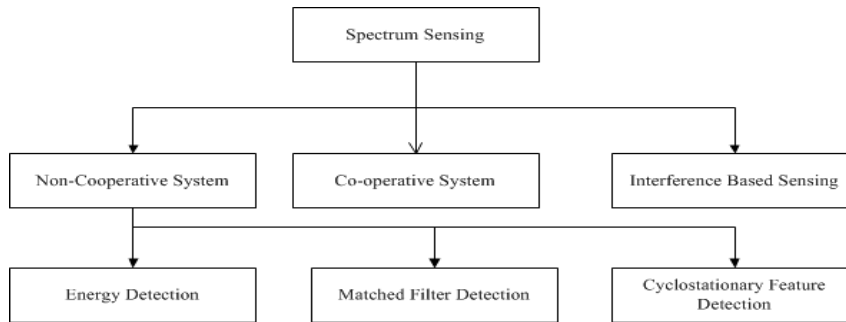 Spectrum Sensing
Non-Cooperative System
Co-operative System
Interference Based Sensing
Energy Detection
Matched Filter Detection
Cyclostationary Feature
Detection